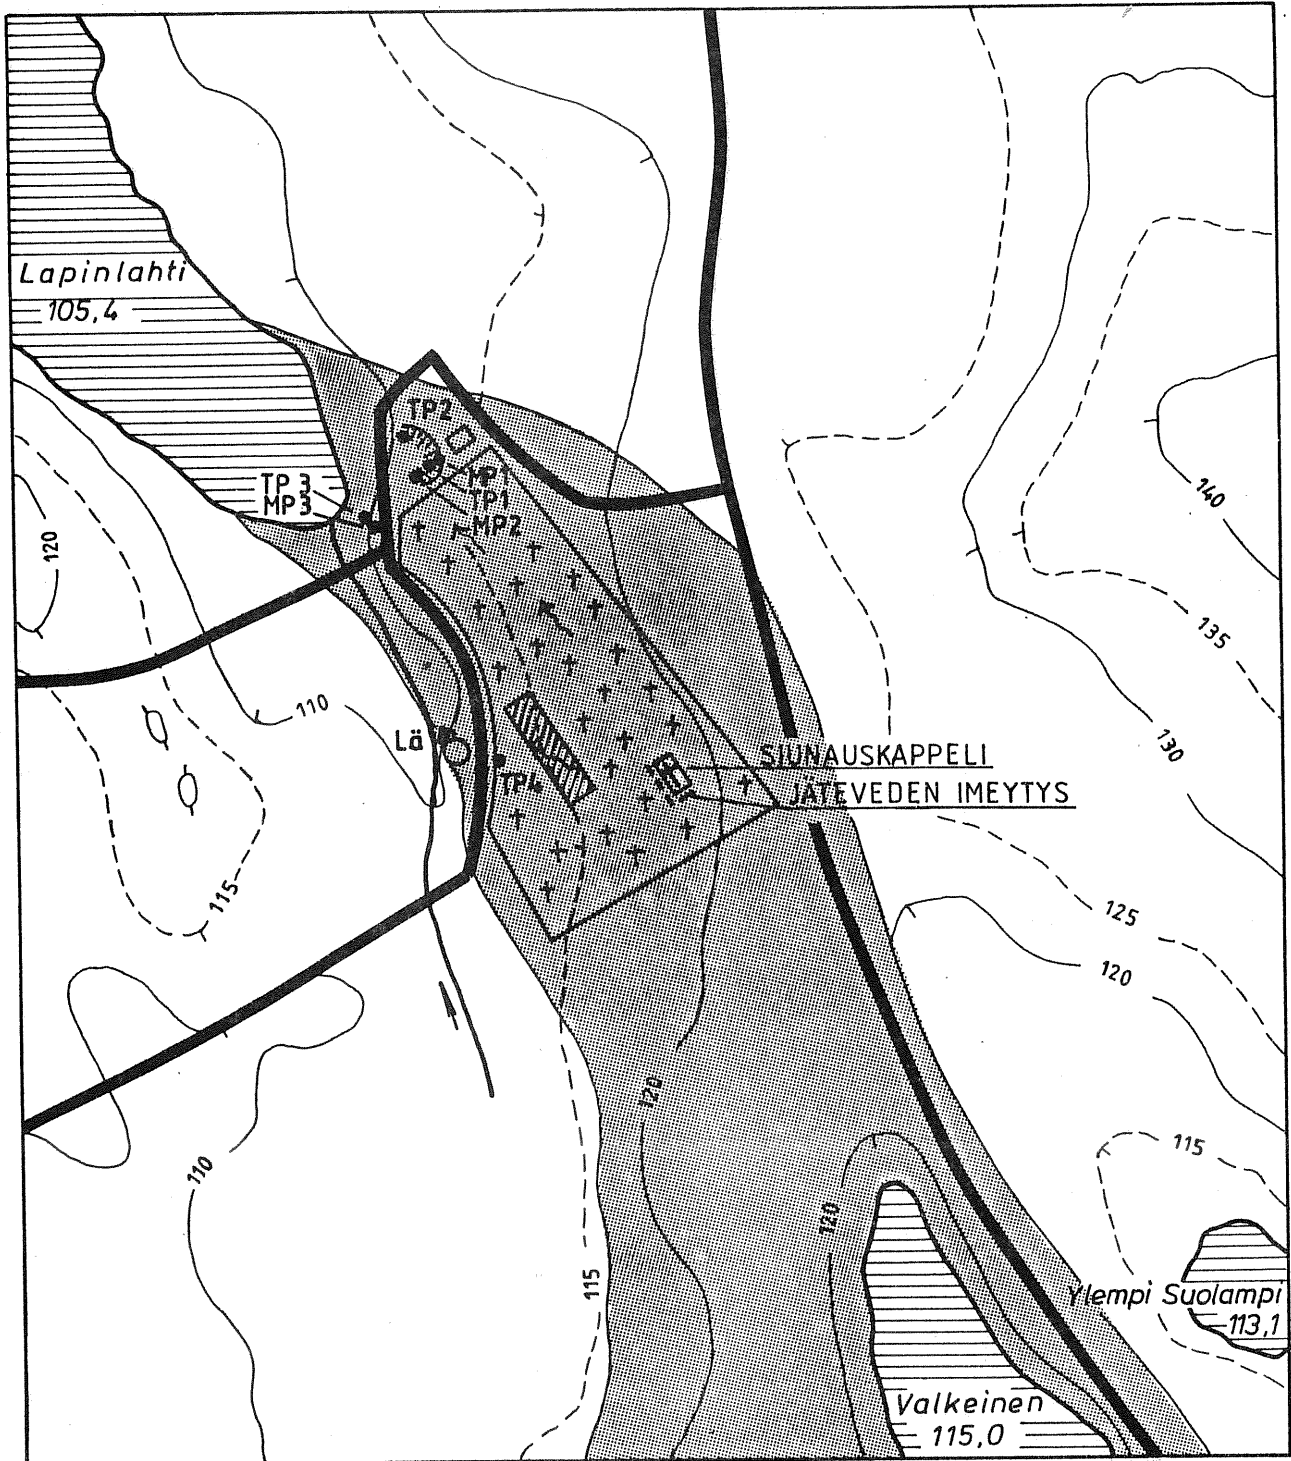 Lapinlahti
105,4
TP2
MP1
TP 3
TP1
MP3
MP2
140
120
135
110
130
Lä
SIUNAUSKAPPELI
TP4
JÄTEVEDEN IMEYTYS
115
125
120
120
110
115
120
115
Ylempi Suolampi
113,1
Valkeinen
115,0